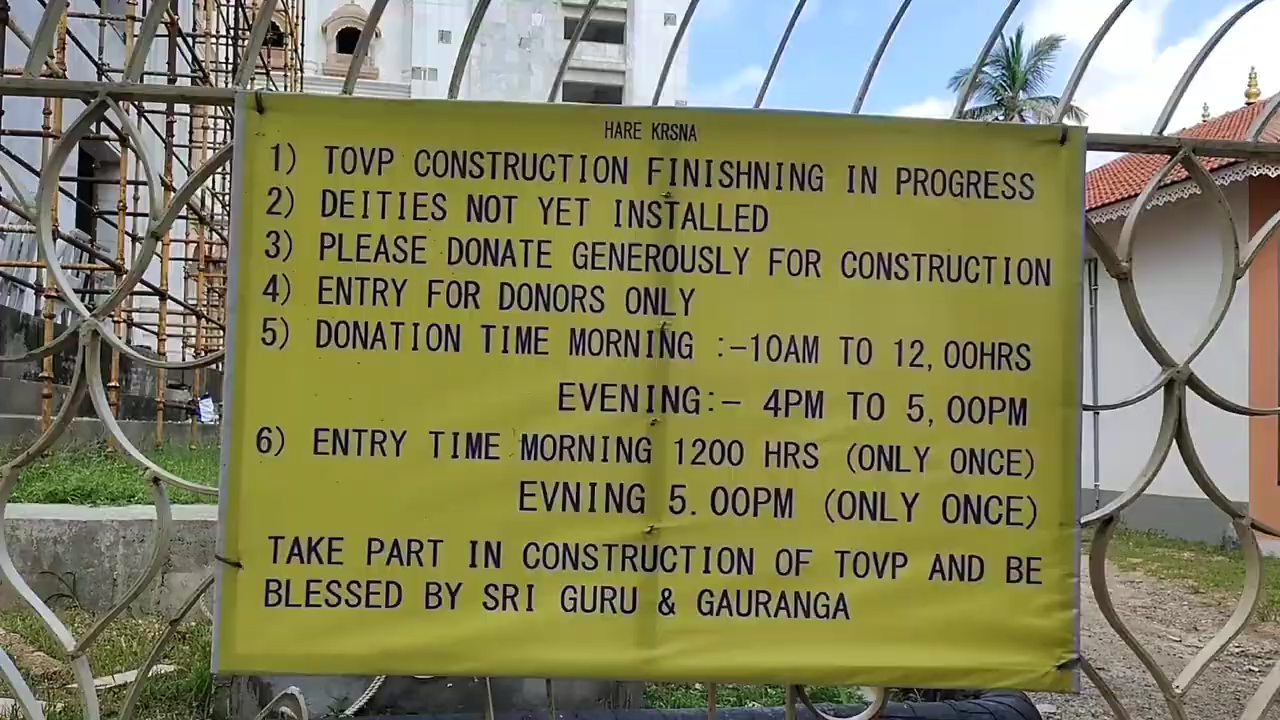 HARE KRSNA
1) TOVP CONSTRUCTION FINISHNING IN PROGRESS
2) DEITIES NOT YET INSTALLED
3) PLEASE DONATE GENEROUSLY FOR CONSTRUCTION
4) ENTRY FOR DONORS ONLY
5) DONATION TIME MORNING :-10AM TO 12,00HRS
EVENING:- 4PM TO 5,00PM
6) ENTRY TIME MORNING 1200 HRS (ONLY ONCE)
EVNING 5.00PM (ONLY ONCE)
TAKE PART IN CONSTRUCTION OF TOVP AND BE
BLESSED BY SRI GURU & GAURANGA